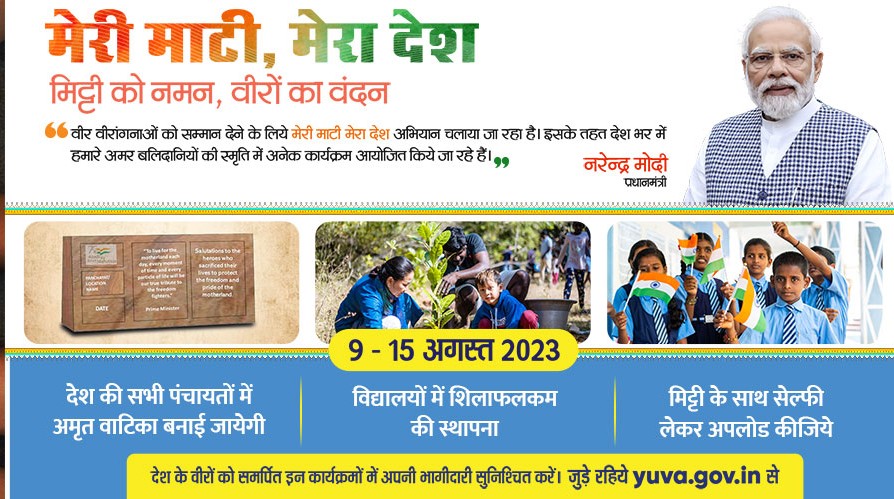 मेरी माटी, मेरा देश
मिट्टी को नमन, वीरों का वंदन
“ वीर वीरांगनाओं को सम्मान देने के लिये मेरी माटी मेरा देश अभियान चलाया जा रहा है। इसके तहत देश भर में
हमारे अमर बलिदानियों की स्मृति में अनेक कार्यक्रम आयोजित किये जा रहे हैं। ”
नरेन्द्र मोदी
प्रधानमंत्री
PANCHAYAT/
LOCATION
NAME
DATE
"To live for the
motherland each
day, every moment
of time and every
particle of life will be
our true tribute to
the freedom
fighters."
Prime Minister
Salutations to the
heroes who
sacrificed their
lives to protect
the freedom and
pride of the
motherland.
9 - 15 अगस्त 2023
देश की सभी पंचायतों में
अमृत वाटिका बनाई जायेगी
विद्यालयों में शिलाफलकम
की स्थापना
मिट्टी के साथ सेल्फी
लेकर अपलोड कीजिये
देश के वीरों को समर्पित इन कार्यक्रमों में अपनी भागीदारी सुनिश्चित करें। जुड़े रहिये yuva.gov.in से